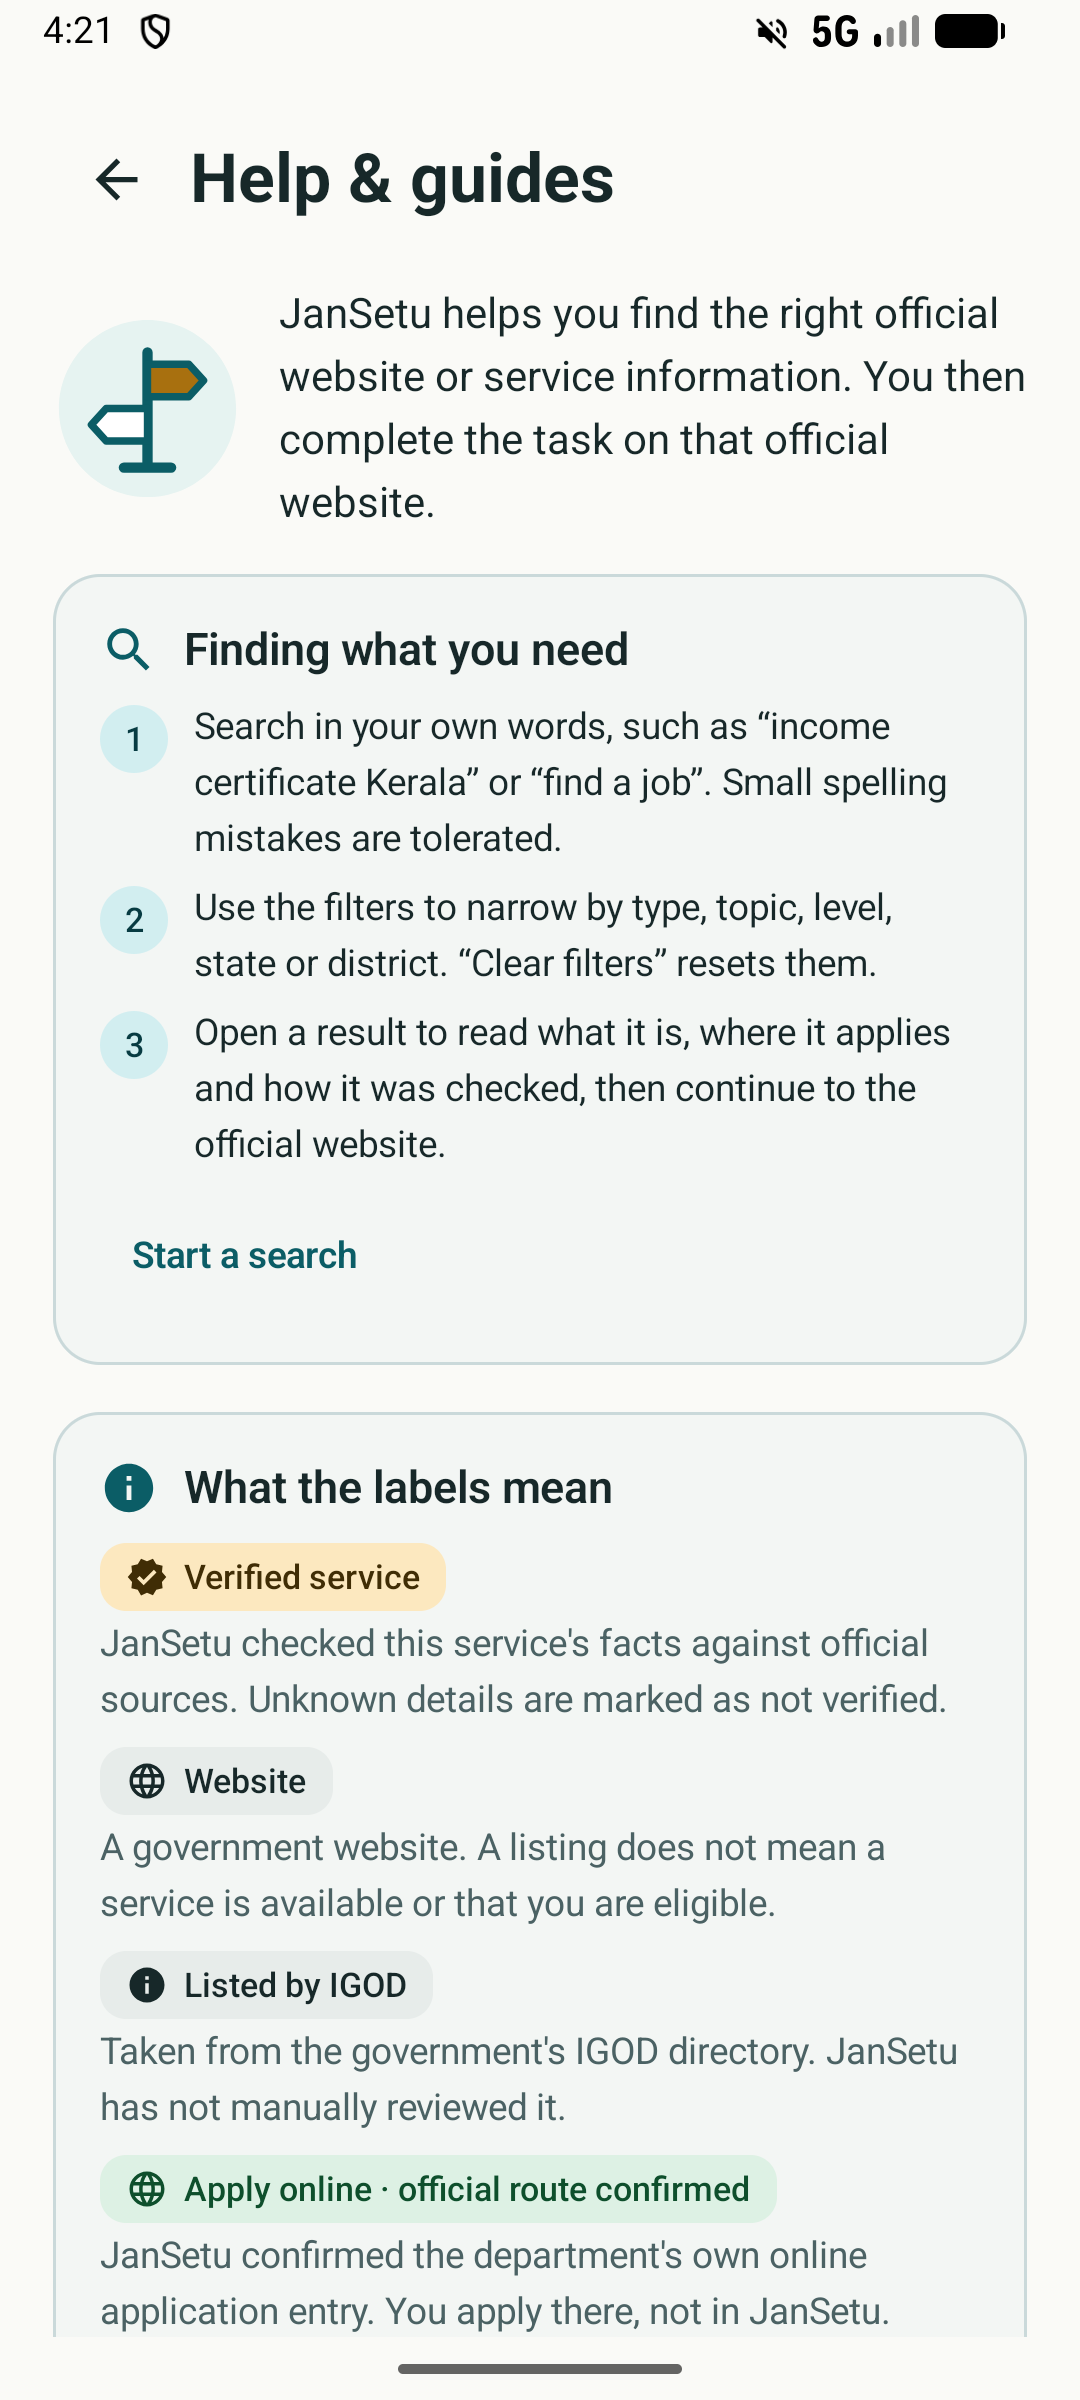 4:21
5G
Help & guides
JanSetu helps you find the right official
website or service information. You then
complete the task on that official
website.
Finding what you need
1
Search in your own words, such as “income
certificate Kerala” or “find a job”. Small spelling
mistakes are tolerated.
2
Use the filters to narrow by type, topic, level,
state or district. “Clear filters” resets them.
3
Open a result to read what it is, where it applies
and how it was checked, then continue to the
official website.
Start a search
What the labels mean
Verified service
JanSetu checked this service's facts against official
sources. Unknown details are marked as not verified.
Website
A government website. A listing does not mean a
service is available or that you are eligible.
Listed by IGOD
Taken from the government's IGOD directory. JanSetu
has not manually reviewed it.
Apply online · official route confirmed
JanSetu confirmed the department's own online
application entry. You apply there, not in JanSetu.